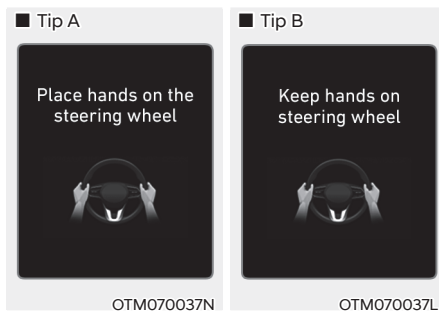 ■ Tip A
Place hands on the
steering wheel
OTM070037N
■ Tip B
Keep hands on
steering wheel
OTM070037L